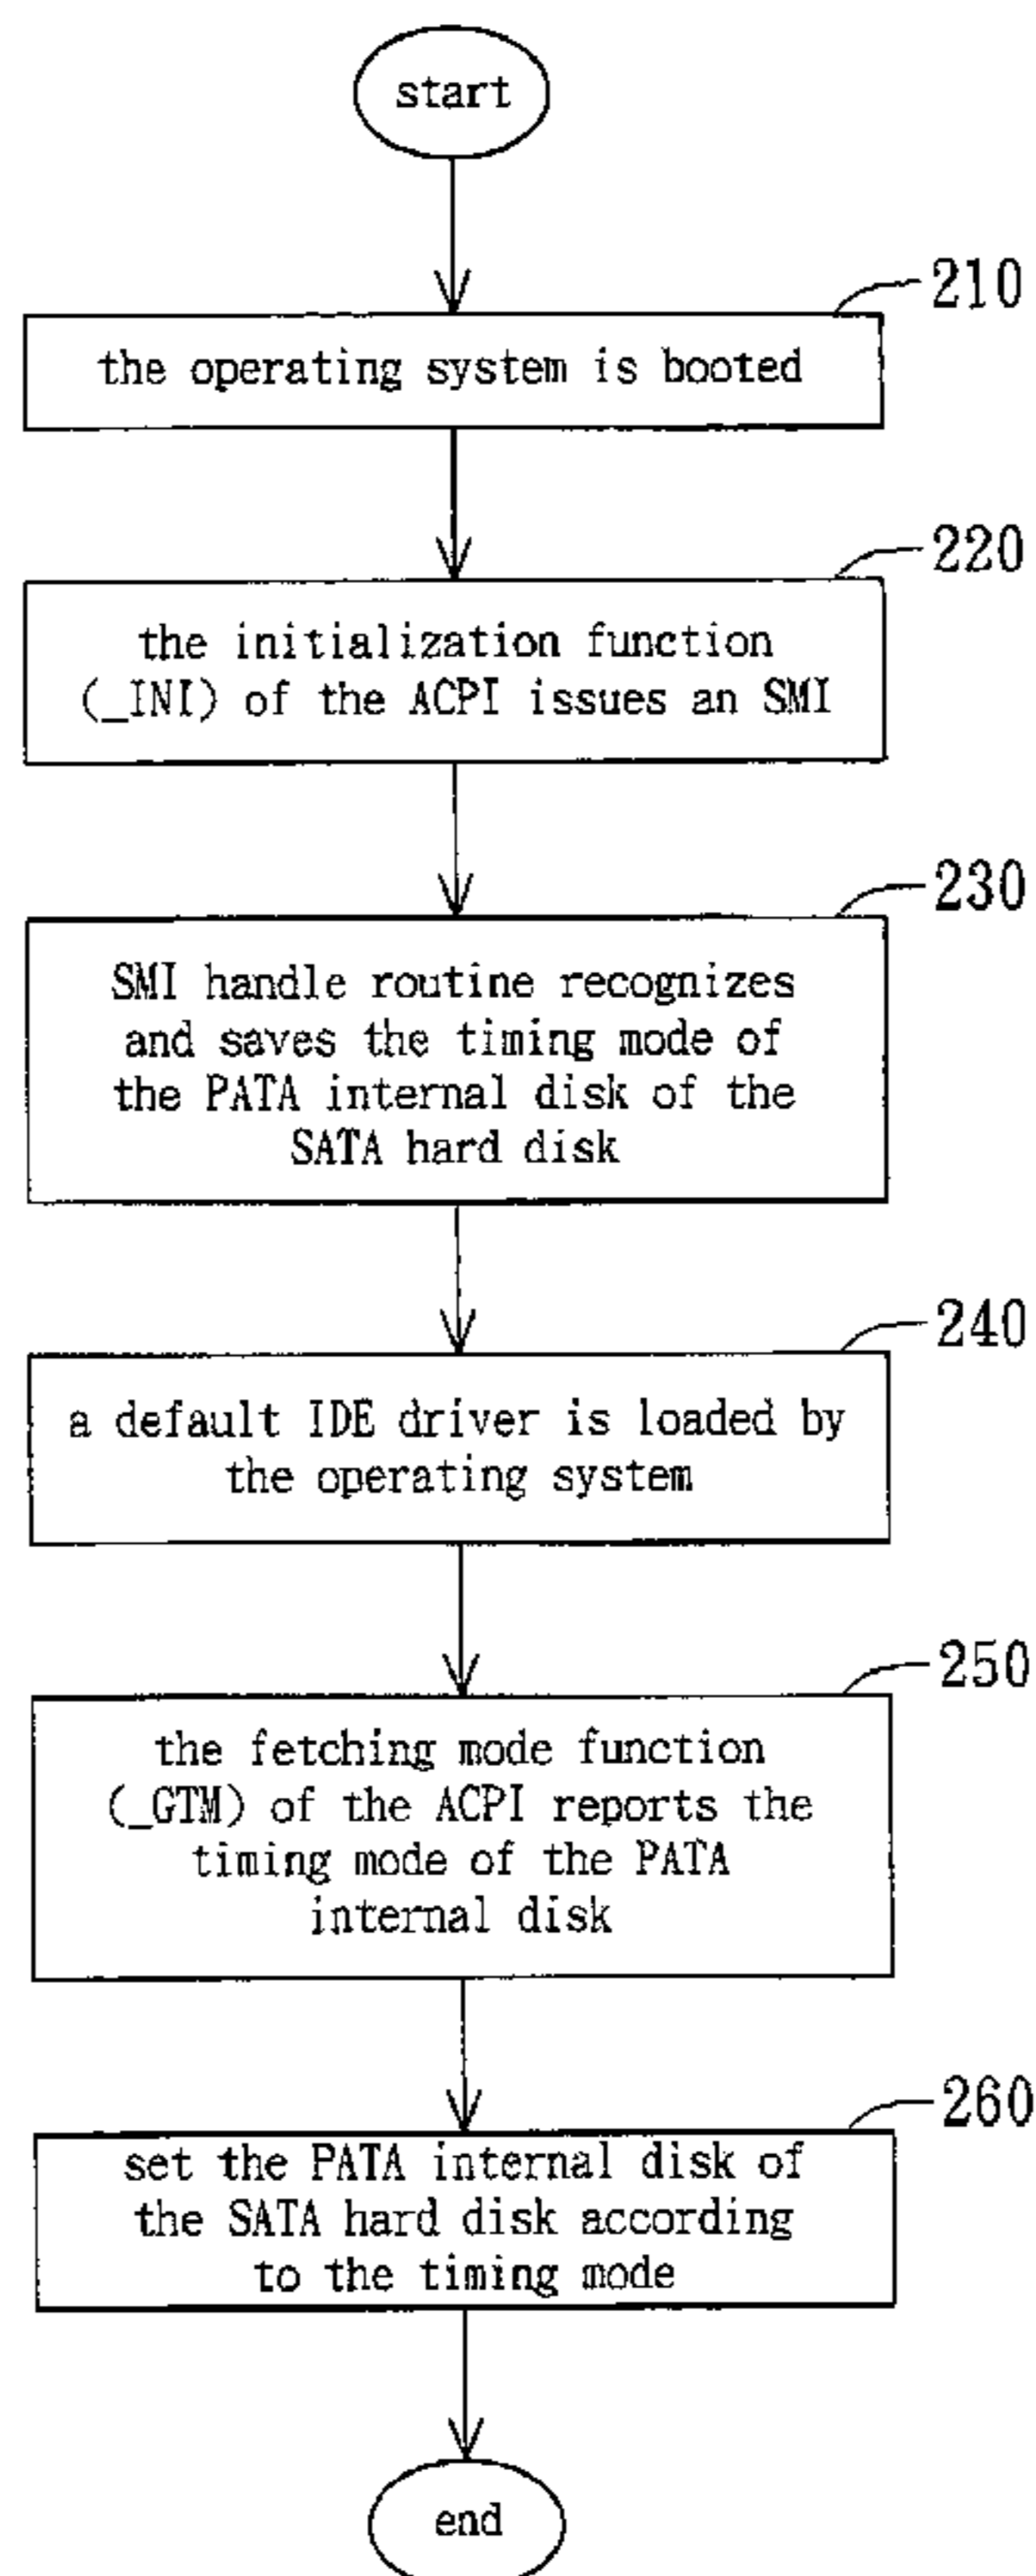 start
210
the operating system is booted
220
the initialization function
(_INI) of the ACPI issues an SMI
230
SMI handle routine recognizes
and saves the timing mode of
the PATA internal disk of the
SATA hard disk
240
a default IDE driver is loaded by
the operating system
250
the fetching mode function
(_GTM) of the ACPI reports the
timing mode of the PATA
internal disk
260
set the PATA internal disk of
the SATA hard disk according
to the timing mode
end